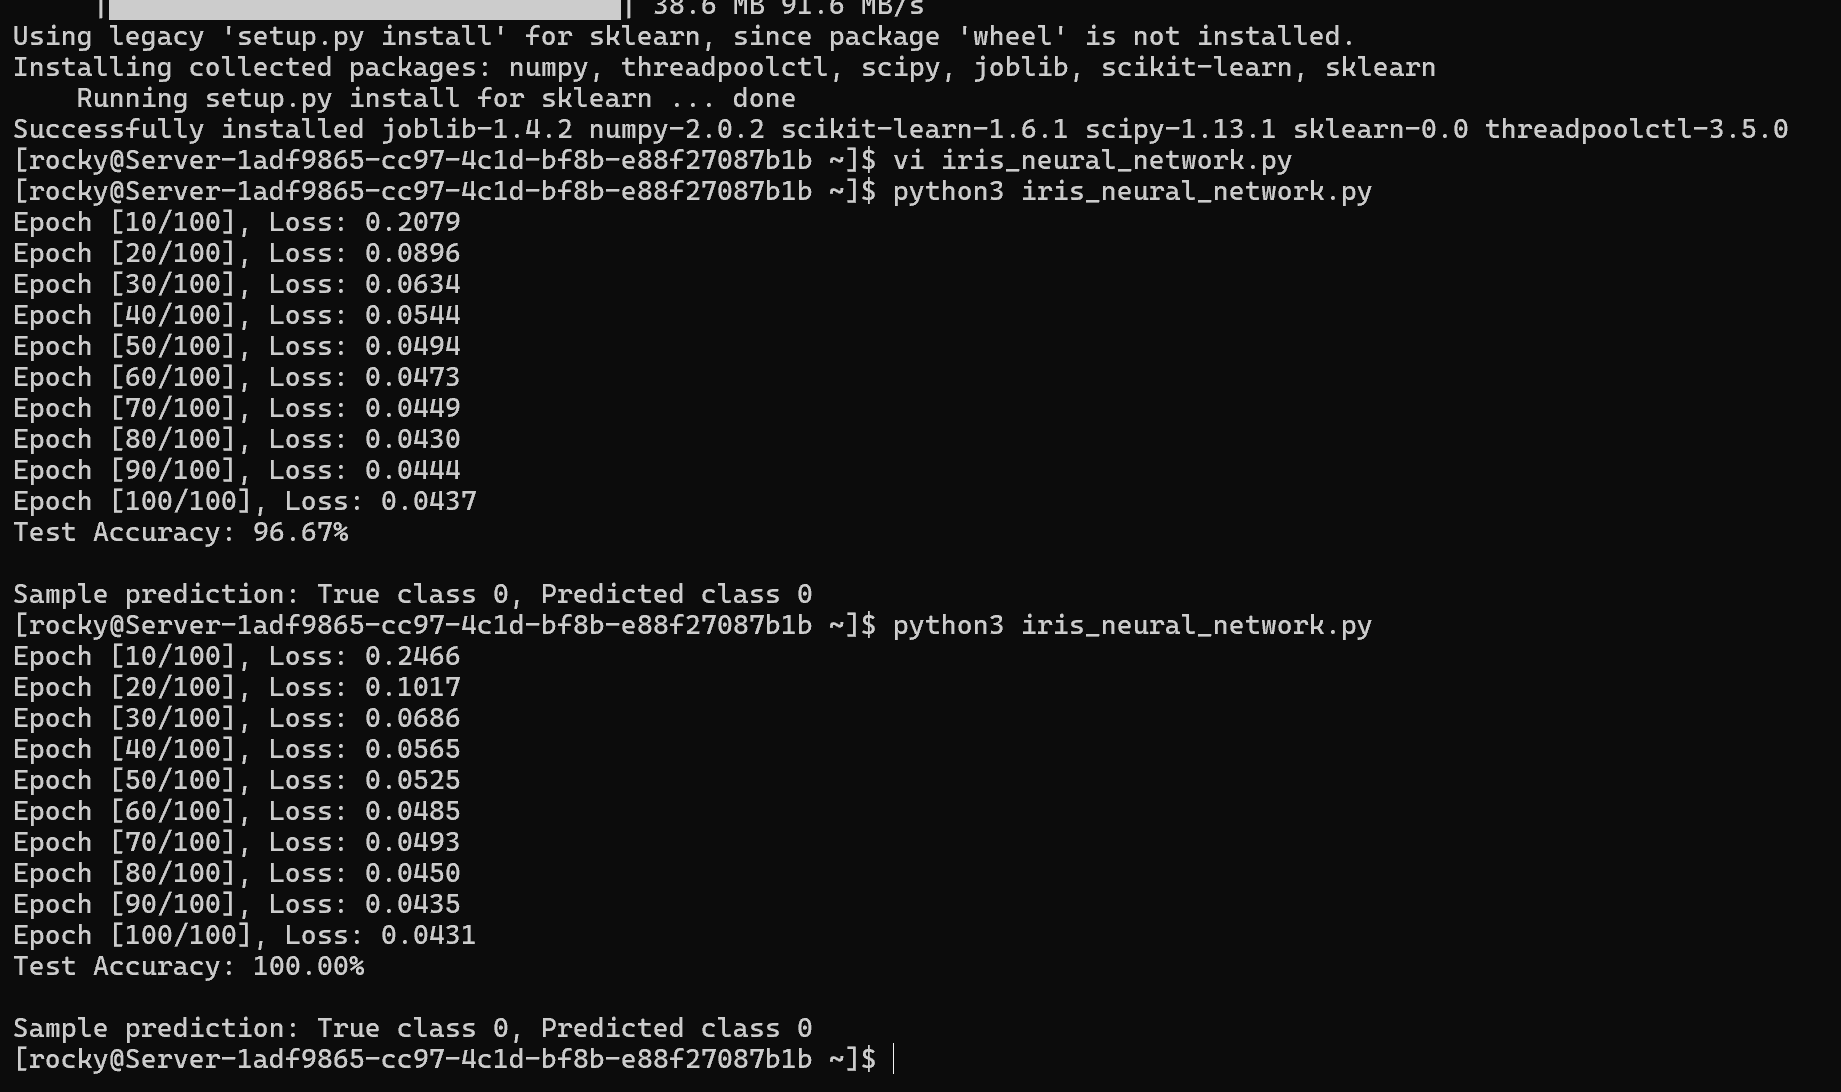 38.6 MB 91.6 MB/s
Using legacy 'setup.py install' for sklearn, since package 'wheel' is not installed.
Installing collected packages: numpy, threadpoolctl, scipy, joblib, scikit-learn, sklearn
    Running setup.py install for sklearn ... done
Successfully installed joblib-1.4.2 numpy-2.0.2 scikit-learn-1.6.1 scipy-1.13.1 sklearn-0.0 threadpoolctl-3.5.0
[rocky@Server-1adf9865-cc97-4c1d-bf8b-e88f27087b1b ~]$ vi iris_neural_network.py
[rocky@Server-1adf9865-cc97-4c1d-bf8b-e88f27087b1b ~]$ python3 iris_neural_network.py
Epoch [10/100], Loss: 0.2079
Epoch [20/100], Loss: 0.0896
Epoch [30/100], Loss: 0.0634
Epoch [40/100], Loss: 0.0544
Epoch [50/100], Loss: 0.0494
Epoch [60/100], Loss: 0.0473
Epoch [70/100], Loss: 0.0449
Epoch [80/100], Loss: 0.0430
Epoch [90/100], Loss: 0.0444
Epoch [100/100], Loss: 0.0437
Test Accuracy: 96.67%

Sample prediction: True class 0, Predicted class 0
[rocky@Server-1adf9865-cc97-4c1d-bf8b-e88f27087b1b ~]$ python3 iris_neural_network.py
Epoch [10/100], Loss: 0.2466
Epoch [20/100], Loss: 0.1017
Epoch [30/100], Loss: 0.0686
Epoch [40/100], Loss: 0.0565
Epoch [50/100], Loss: 0.0525
Epoch [60/100], Loss: 0.0485
Epoch [70/100], Loss: 0.0493
Epoch [80/100], Loss: 0.0450
Epoch [90/100], Loss: 0.0435
Epoch [100/100], Loss: 0.0431
Test Accuracy: 100.00%

Sample prediction: True class 0, Predicted class 0
[rocky@Server-1adf9865-cc97-4c1d-bf8b-e88f27087b1b ~]$